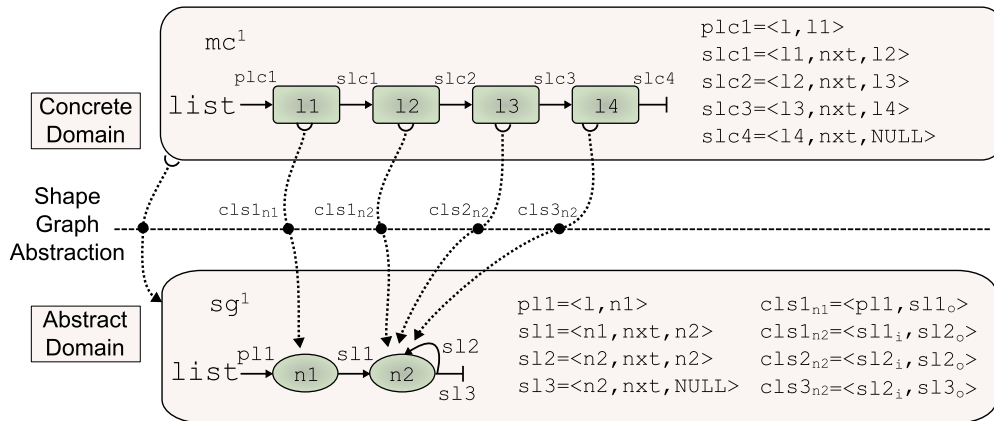 mc¹
plc1=<l,l1>
slc1=<l1,nxt,l2>
slc2=<l2,nxt,l3>
slc3=<l3,nxt,l4>
slc4=<l4,nxt,NULL>
plc1 slc1 slc2 slc3 slc4
list l1 l2 l3 l4
Concrete
Domain
Shape
Graph
Abstraction
cls1n1 cls1n2 cls2n2 cls3n2
Abstract
Domain
sg¹
pl1=<l,n1>
sl1=<n1,nxt,n2>
sl2=<n2,nxt,n2>
sl3=<n2,nxt,NULL>
cls1n1=<pl1,sl1o>
cls1n2=<sl1i,sl2o>
cls2n2=<sl2i,sl2o>
cls3n2=<sl2i,sl3o>
pl1 sl1 sl2
list n1 n2
sl3